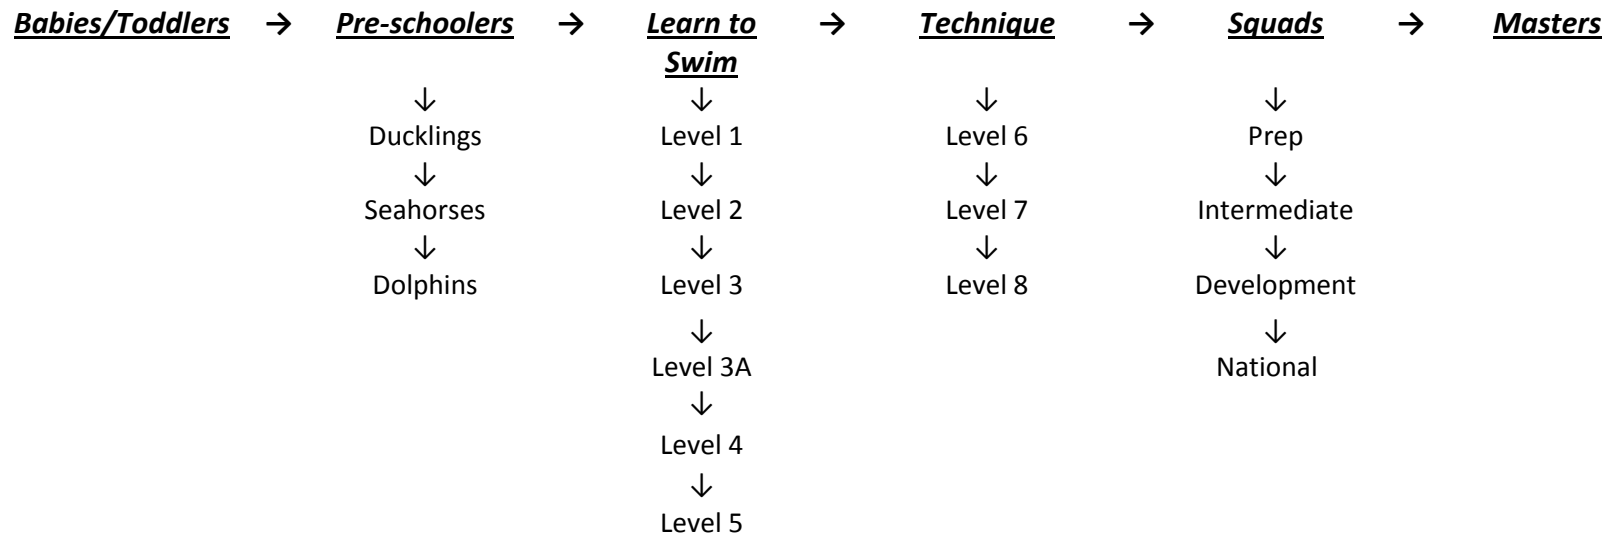 Babies/Toddlers → Pre-schoolers → Learn to Swim → Technique → Squads → Masters
↓ ↓ ↓ ↓
Ducklings Level 1 Level 6 Prep
↓ ↓ ↓ ↓
Seahorses Level 2 Level 7 Intermediate
↓ ↓ ↓ ↓
Dolphins Level 3 Level 8 Development
↓ ↓
Level 3A National
↓
Level 4
↓
Level 5